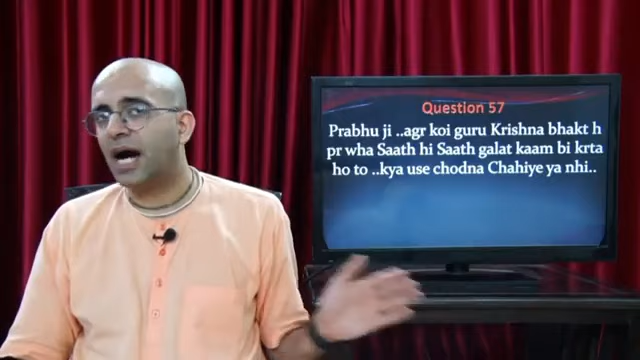 Question 57
Prabhu ji ..agr koi guru Krishna bhakt h
pr wha Saath hi Saath galat kaam bi krta
ho to ..kya use chodna Chahiye ya nhi..